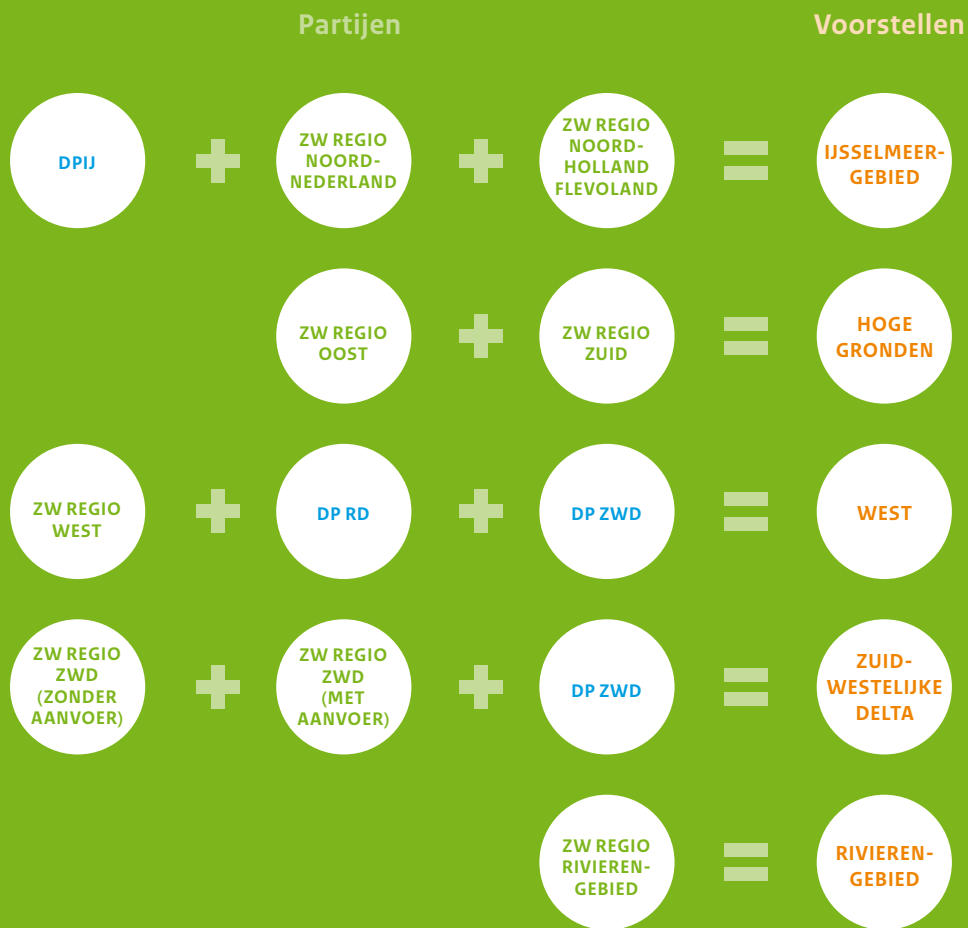 Partijen
Voorstellen
DPIJ
+
ZW REGIO
NOORD-
NEDERLAND
+
ZW REGIO
NOORD-
HOLLAND
FLEVOLAND
=
IJSSELMEER-
GEBIED
ZW REGIO
OOST
+
ZW REGIO
ZUID
=
HOGE
GRONDEN
ZW REGIO
WEST
+
DP RD
+
DP ZWD
=
WEST
ZW REGIO
ZWD
(ZONDER
AANVOER)
+
ZW REGIO
ZWD
(MET
AANVOER)
+
DP ZWD
=
ZUID-
WESTELIJKE
DELTA
ZW REGIO
RIVIEREN-
GEBIED
=
RIVIEREN-
GEBIED